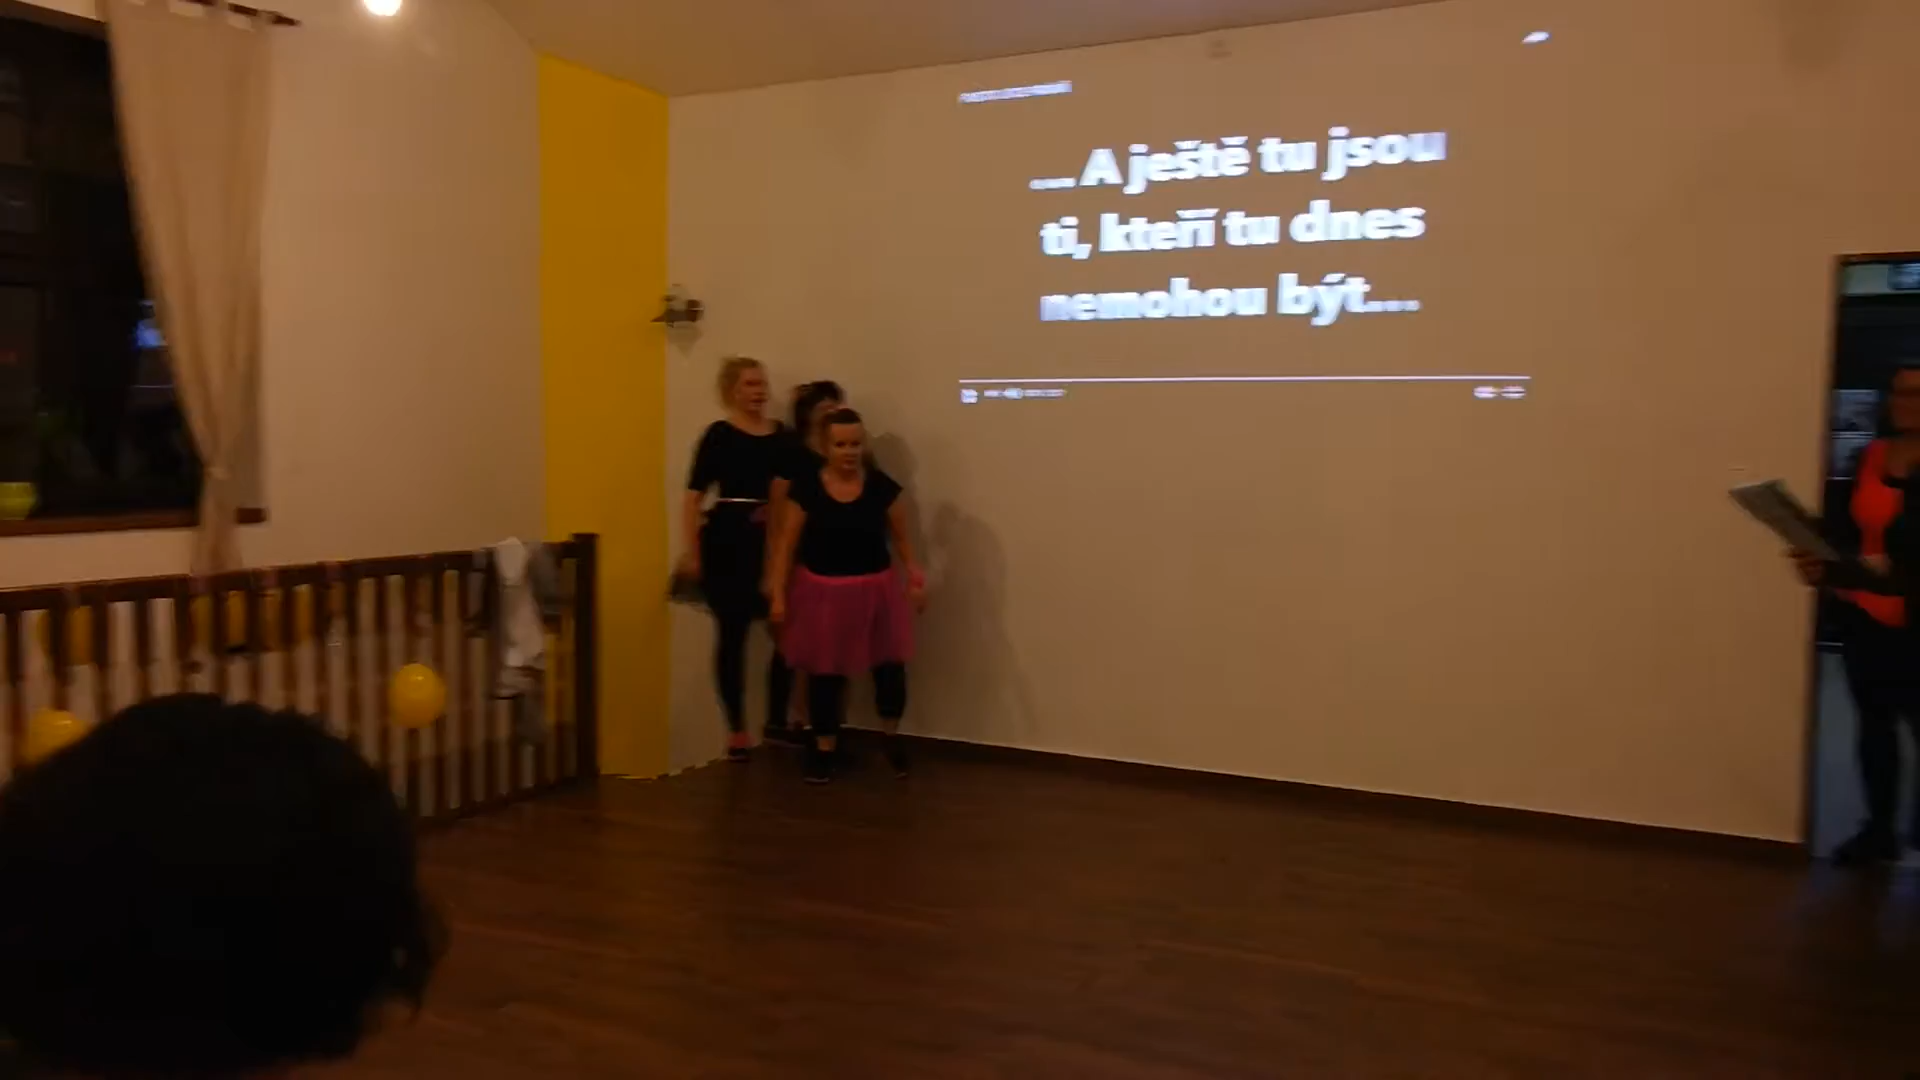 ...A ještě tu jsou
ti, kteří tu dnes
nemohou být...